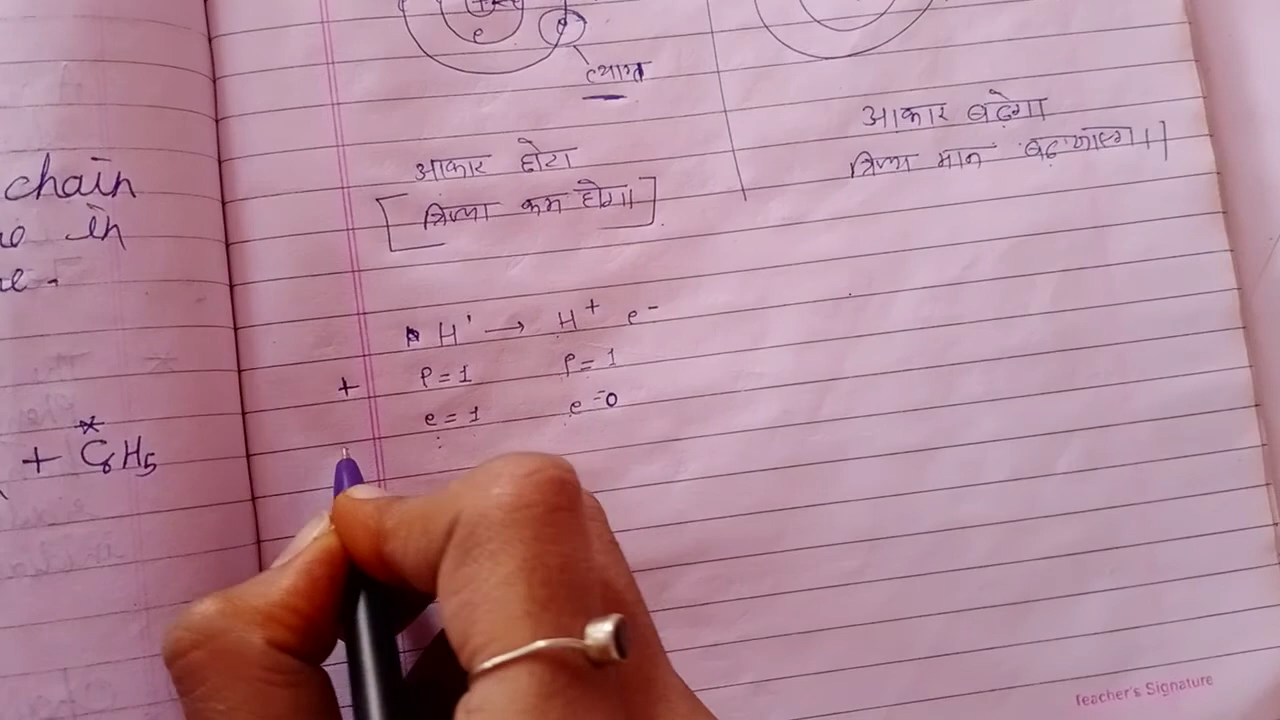 e
e
त्याग
आकार बढ़ेगा
त्रिज्या मान बढ़ जाएगा।
आकार छोटा
[त्रिज्या कम होगा]
chain
in
H' → H+ e-
+ P = 1 P = 1
e = 1 e = 0
+ C6H5
Teacher's Signature